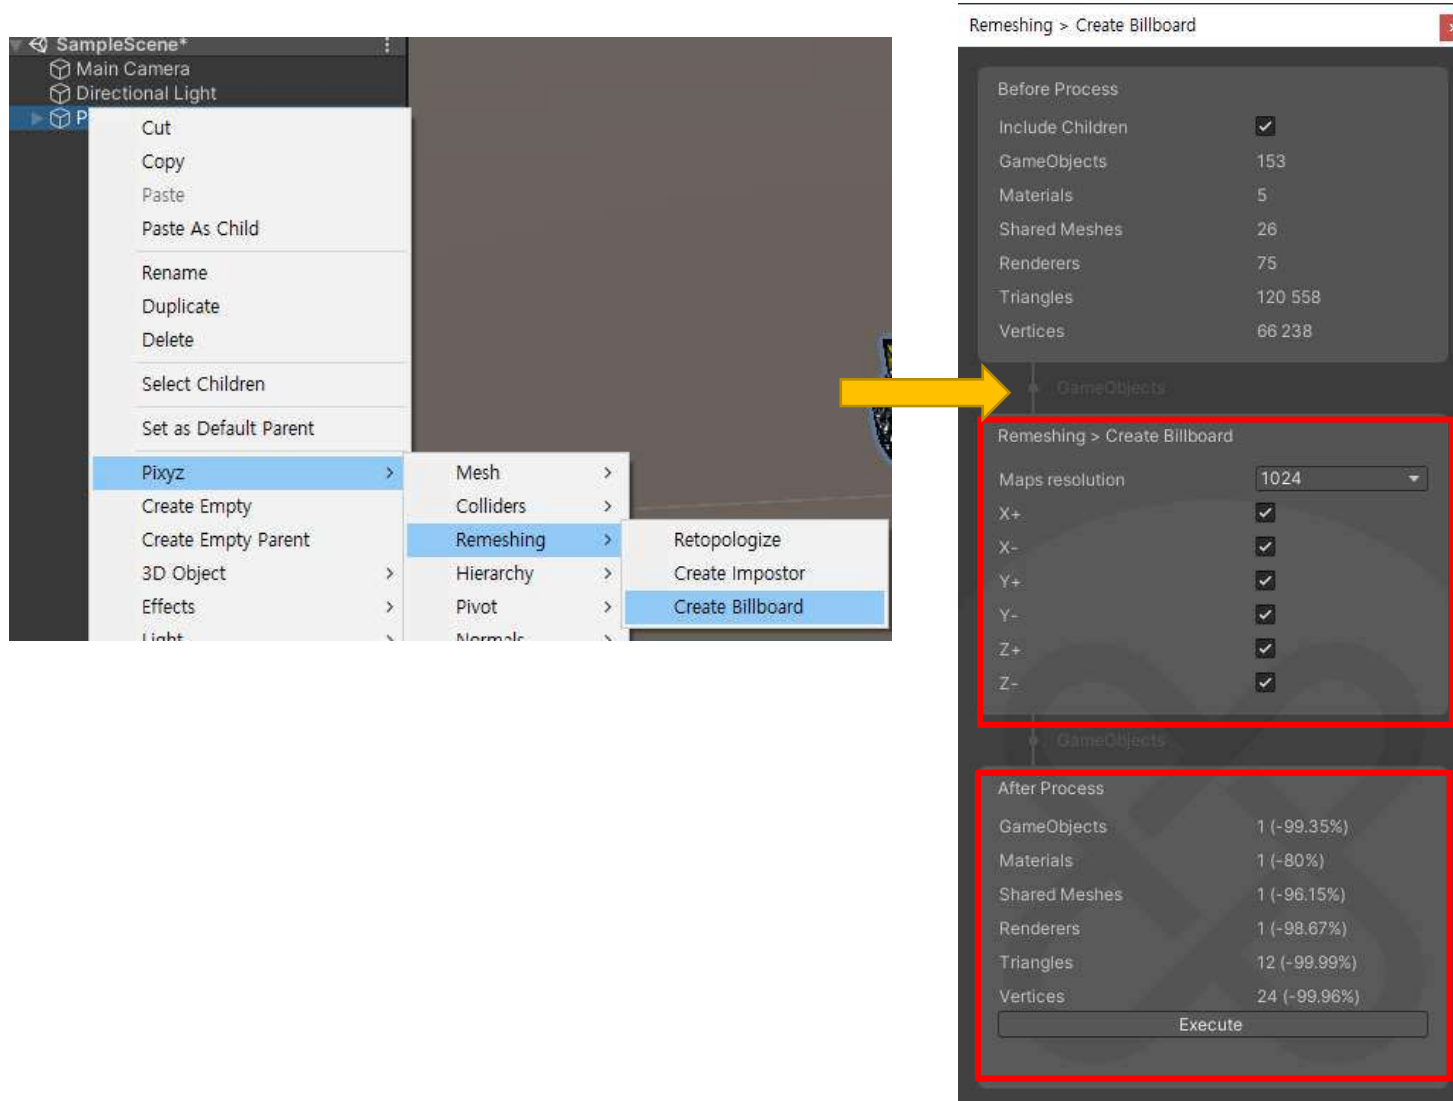 SampleScene*
Main Camera
Directional Light
P
Cut
Copy
Paste
Paste As Child
Rename
Duplicate
Delete
Select Children
Set as Default Parent
Pixyz
Create Empty
Create Empty Parent
3D Object
Effects
Light
Mesh
Colliders
Remeshing
Hierarchy
Pivot
Normals
Retopologize
Create Impostor
Create Billboard
Remeshing > Create Billboard
Before Process
Include Children
GameObjects 153
Materials 5
Shared Meshes 26
Renderers 75
Triangles 120 558
Vertices 66 238
GameObjects
Remeshing > Create Billboard
Maps resolution 1024
X+
X-
Y+
Y-
Z+
Z-
GameObjects
After Process
GameObjects 1 (-99.35%)
Materials 1 (-80%)
Shared Meshes 1 (-96.15%)
Renderers 1 (-98.67%)
Triangles 12 (-99.99%)
Vertices 24 (-99.96%)
Execute